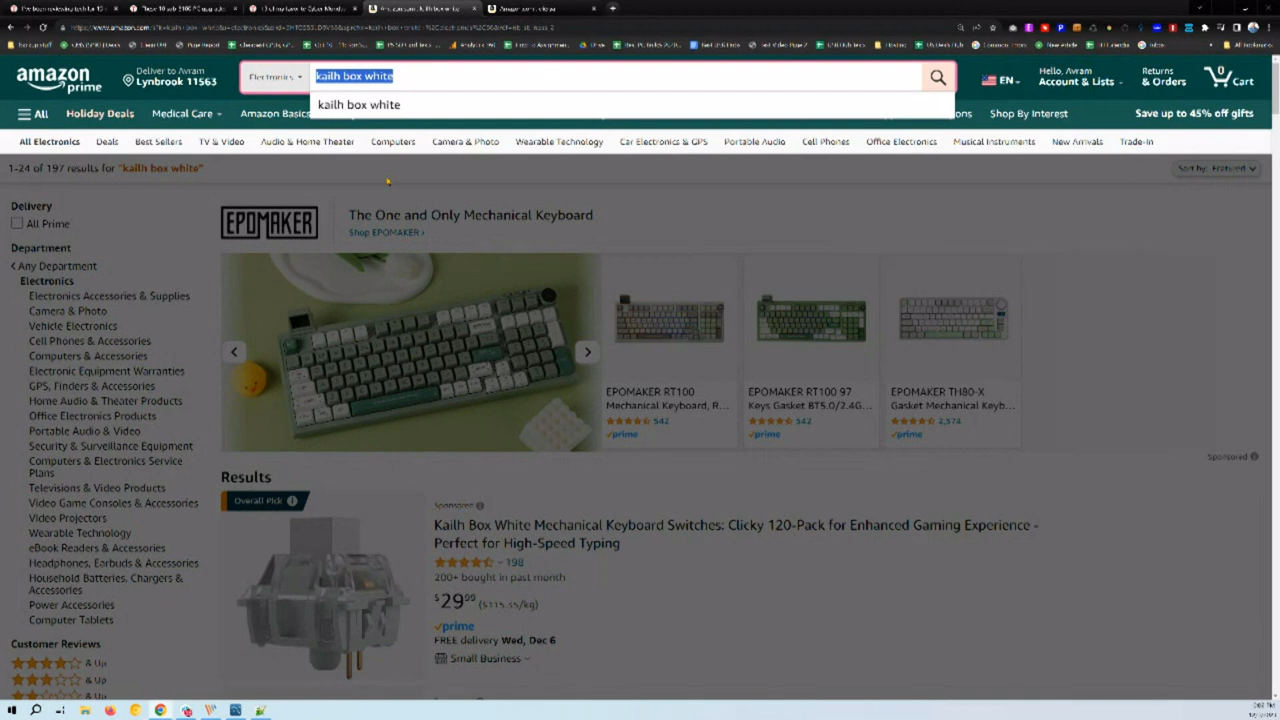 amazon
prime
Deliver to Avram
Lynbrook 11563
Electronics
kailh box white
EN
Hello, Avram
Account & Lists
Returns
& Orders
Cart
kailh box white
All
Holiday Deals
Medical Care
Amazon Basics
Shop By Interest
Save up to 45% off gifts
All Electronics
Deals
Best Sellers
TV & Video
Audio & Home Theater
Computers
Camera & Photo
Wearable Technology
Car Electronics & GPS
Portable Audio
Cell Phones
Office Electronics
Musical Instruments
New Arrivals
Trade-In
1-24 of 197 results for "kailh box white"
Sort by: Featured
Delivery
All Prime
Department
Any Department
Electronics
Electronics Accessories & Supplies
Camera & Photo
Vehicle Electronics
Cell Phones & Accessories
Computers & Accessories
Electronic Equipment Warranties
GPS, Finders & Accessories
Home Audio & Theater Products
Office Electronics Products
Portable Audio & Video
Security & Surveillance Equipment
Computers & Electronics Service
Plans
Televisions & Video Products
Video Game Consoles & Accessories
Video Projectors
Wearable Technology
eBook Readers & Accessories
Headphones, Earbuds & Accessories
Household Batteries, Chargers &
Accessories
Power Accessories
Computer Tablets
Customer Reviews
& Up
& Up
& Up
EPOMAKER
The One and Only Mechanical Keyboard
Shop EPOMAKER ›
EPOMAKER RT100
Mechanical Keyboard, R...
542
prime
EPOMAKER RT100 97
Keys Gasket BT5.0/2.4G...
542
prime
EPOMAKER TH80-X
Gasket Mechanical Keyb...
2,574
prime
Sponsored
Results
Overall Pick
Sponsored
Kailh Box White Mechanical Keyboard Switches: Clicky 120-Pack for Enhanced Gaming Experience -
Perfect for High-Speed Typing
198
200+ bought in past month
$29.99 ($115.35/kg)
prime
FREE delivery Wed, Dec 6
Small Business